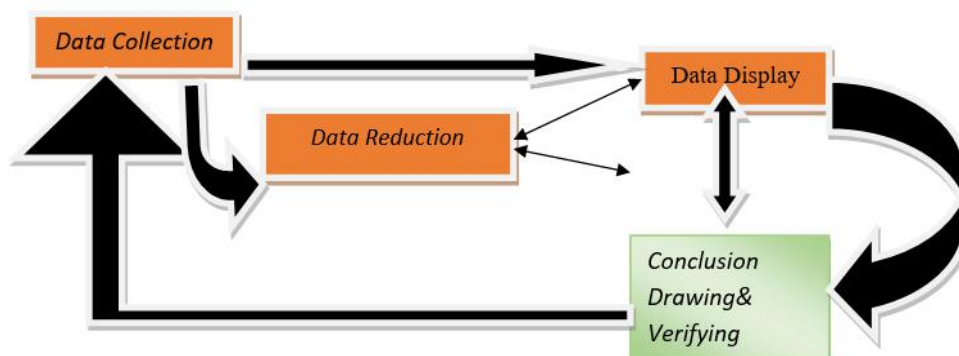 Data Collection
Data Display
Data Reduction
Conclusion
Drawing&
Verifying